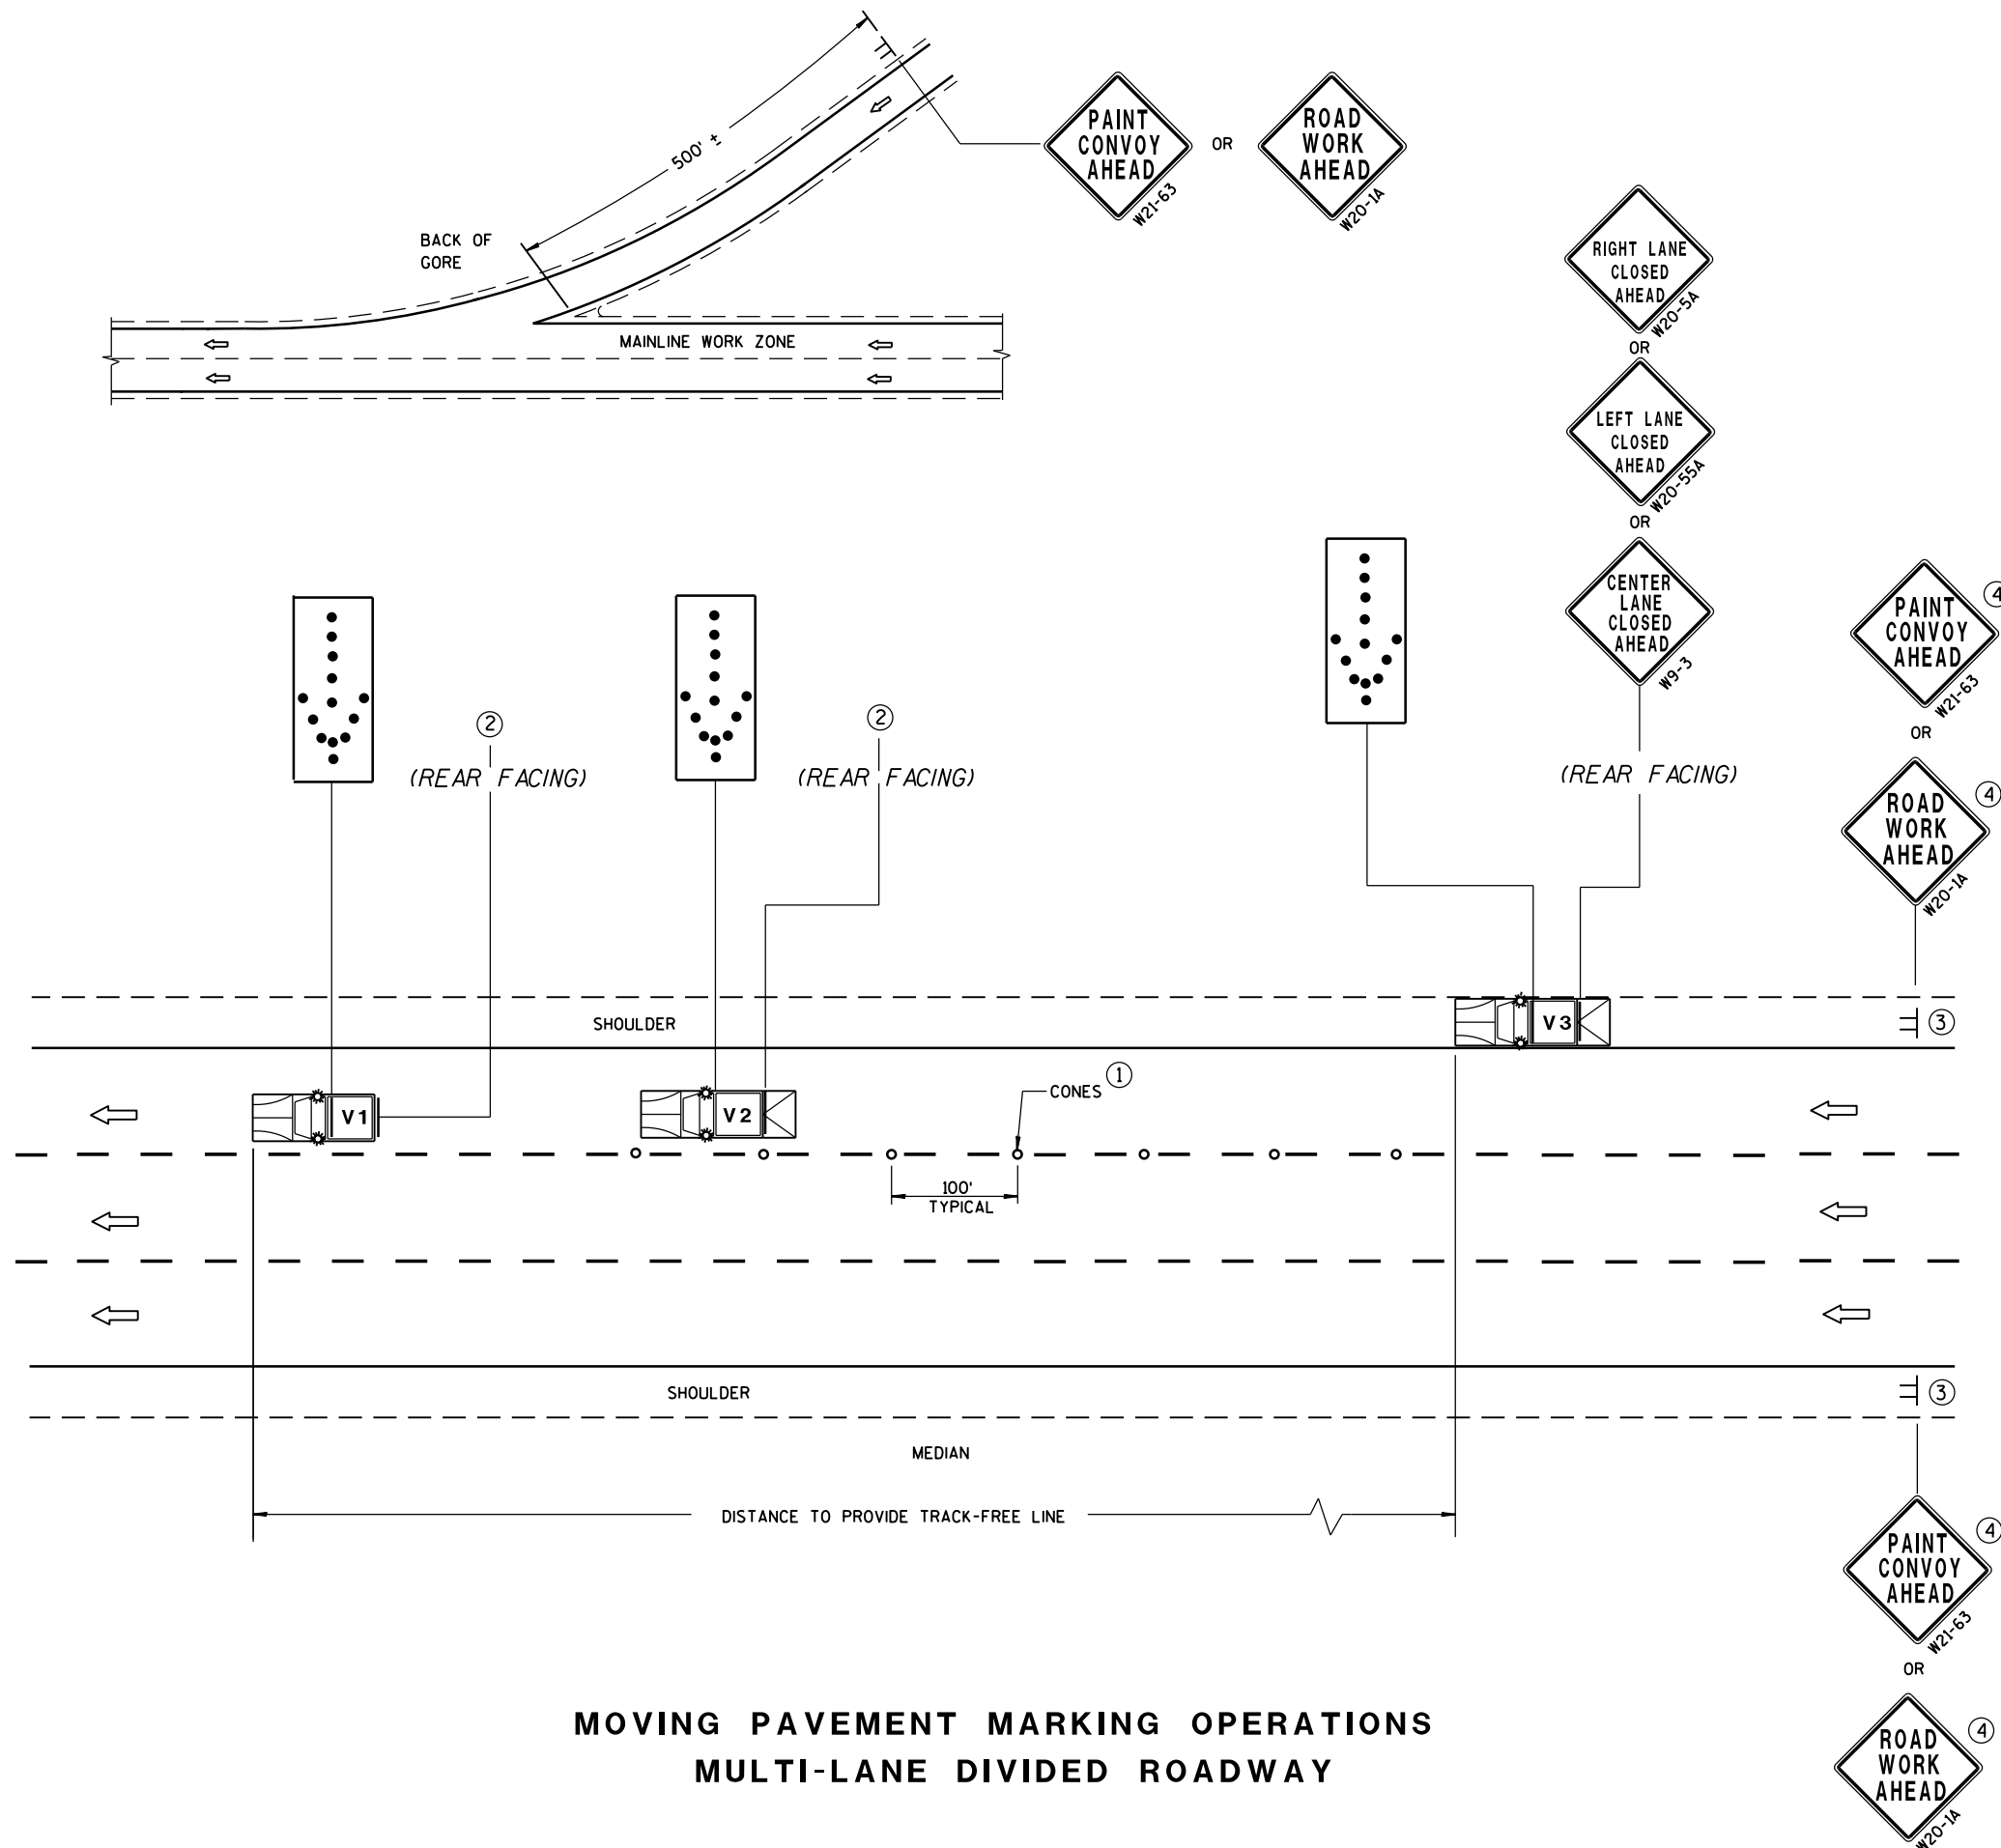 500' ±
PAINT
CONVOY
AHEAD
W21-63
OR
ROAD
WORK
AHEAD
W20-1A
BACK OF
GORE
MAINLINE WORK ZONE
RIGHT LANE
CLOSED
AHEAD
W20-5A
OR
LEFT LANE
CLOSED
AHEAD
W20-55A
OR
CENTER
LANE
CLOSED
AHEAD
W9-3
(REAR FACING)
2
(REAR FACING)
2
(REAR FACING)
PAINT
CONVOY
AHEAD
W21-63
4
OR
ROAD
WORK
AHEAD
W20-1A
4
SHOULDER
V3
3
V1
V2
CONES
1
100'
TYPICAL
SHOULDER
3
MEDIAN
DISTANCE TO PROVIDE TRACK-FREE LINE
PAINT
CONVOY
AHEAD
W21-63
4
OR
ROAD
WORK
AHEAD
W20-1A
4
MOVING PAVEMENT MARKING OPERATIONS
MULTI-LANE DIVIDED ROADWAY